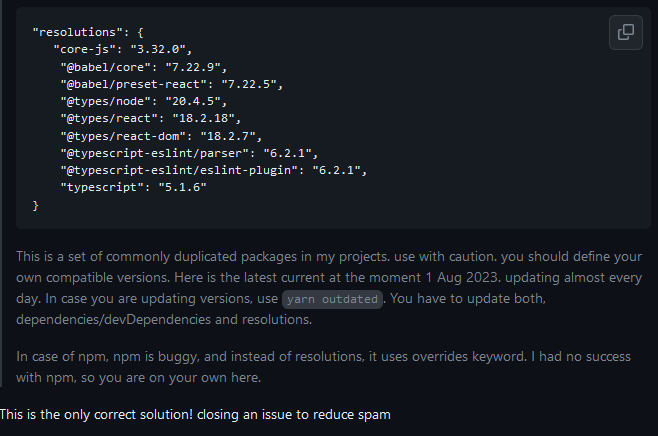 "resolutions": {
"core-js": "3.32.0",
"@babel/core": "7.22.9",
"@babel/preset-react": "7.22.5",
"@types/node": "20.4.5",
"@types/react": "18.2.18",
"@types/react-dom": "18.2.7",
"@typescript-eslint/parser": "6.2.1",
"@typescript-eslint/eslint-plugin": "6.2.1",
"typescript": "5.1.6"
}
This is a set of commonly duplicated packages in my projects. use with caution. you should define your
own compatible versions. Here is the latest current at the moment 1 Aug 2023. updating almost every
day. In case you are updating versions, use yarn outdated. You have to update both,
dependencies/devDependencies and resolutions.
In case of npm, npm is buggy, and instead of resolutions, it uses overrides keyword. I had no success
with npm, so you are on your own here.
This is the only correct solution! closing an issue to reduce spam